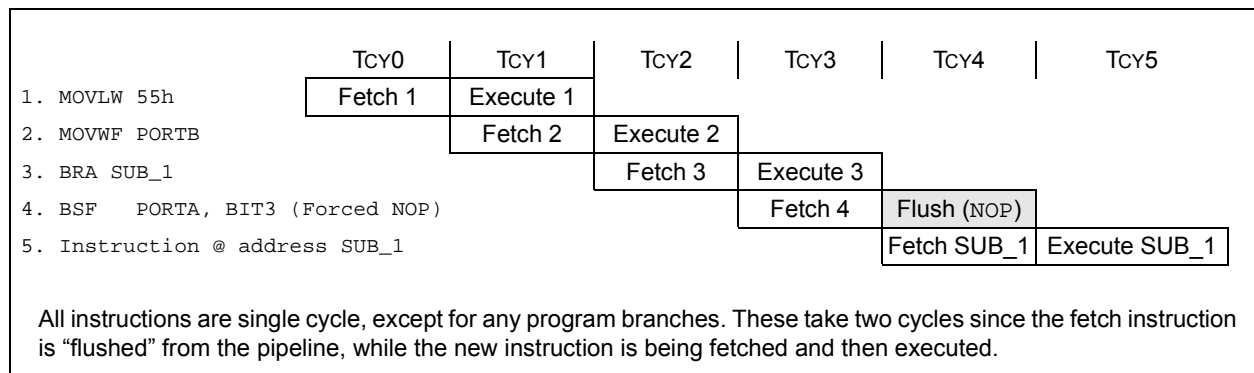 TCY0 TCY1 TCY2 TCY3 TCY4 TCY5
1. MOVLW 55h Fetch 1 Execute 1
2. MOVWF PORTB Fetch 2 Execute 2
3. BRA SUB_1 Fetch 3 Execute 3
4. BSF PORTA, BIT3 (Forced NOP) Fetch 4 Flush (NOP)
5. Instruction @ address SUB_1 Fetch SUB_1 Execute SUB_1
All instructions are single cycle, except for any program branches. These take two cycles since the fetch instruction
is “flushed” from the pipeline, while the new instruction is being fetched and then executed.